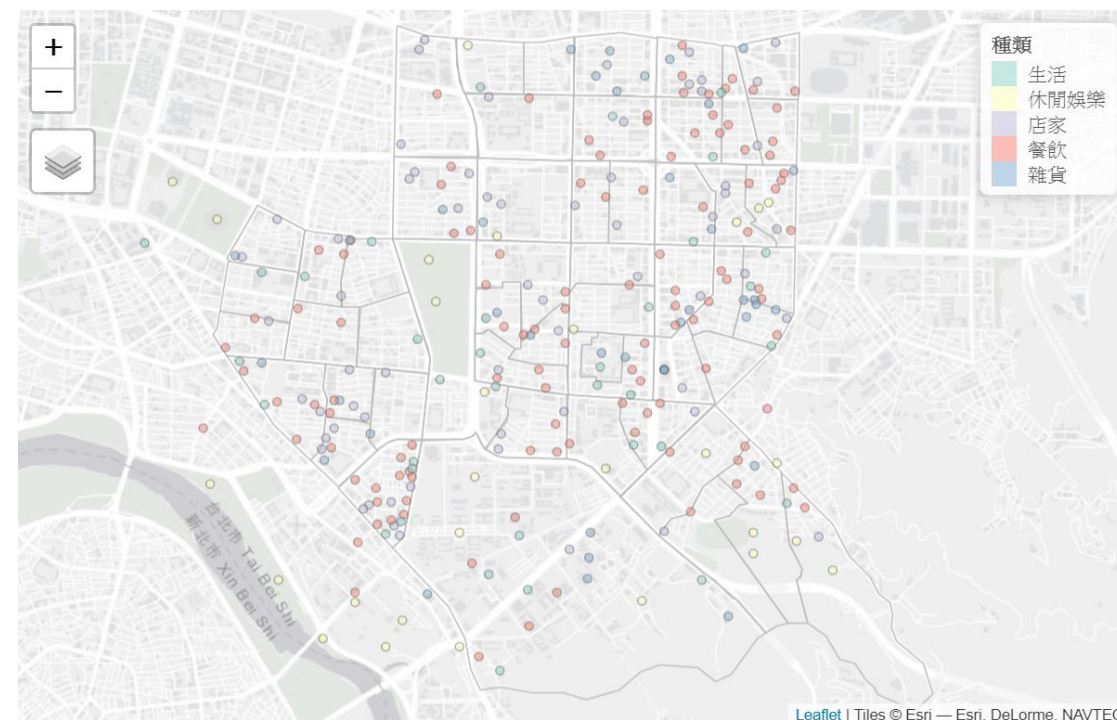 +
−
種類
生活
休閒娛樂
店家
餐飲
雜貨
台北市 Tai Bei Shi
新北市 Xin Bei Shi
Leaflet | Tiles © Esri — Esri, DeLorme, NAVTEQ